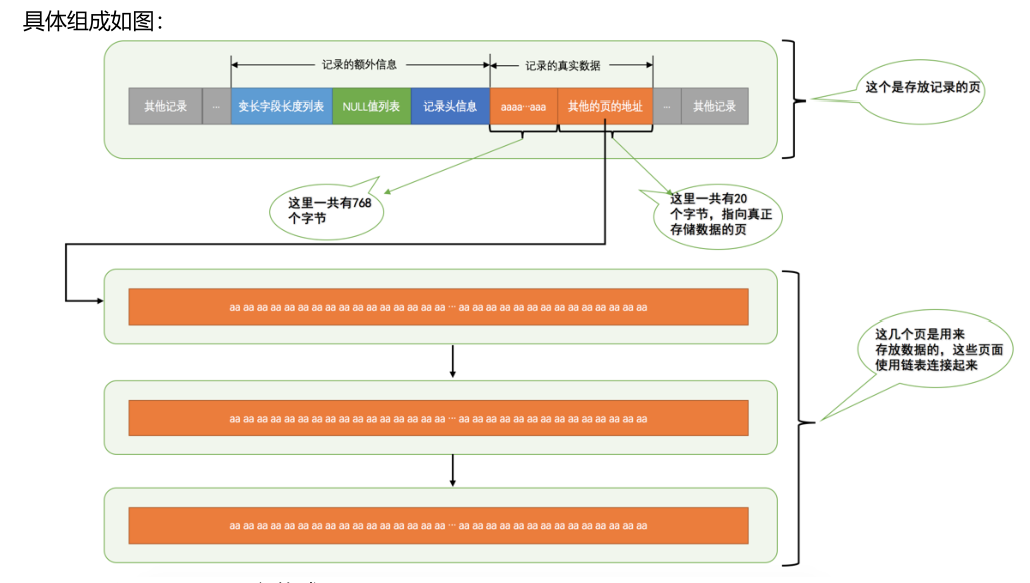 具体组成如图：
记录的额外信息
记录的真实数据
其他记录
...
变长字段长度列表
NULL值列表
记录头信息
aaaa···aaa
其他的页的地址
...
其他记录
这个是存放记录的页
这里一共有768
个字节
这里一共有20
个字节，指向真正
存储数据的页
aa aa aa aa aa aa aa aa aa aa aa aa aa aa aa aa ··· aa aa aa aa aa aa aa aa aa aa aa aa aa aa
这几个页是用来
存放数据的，这些页面
使用链表连接起来
aa aa aa aa aa aa aa aa aa aa aa aa aa aa aa aa ··· aa aa aa aa aa aa aa aa aa aa aa aa aa aa
aa aa aa aa aa aa aa aa aa aa aa aa aa aa aa aa ··· aa aa aa aa aa aa aa aa aa aa aa aa aa aa